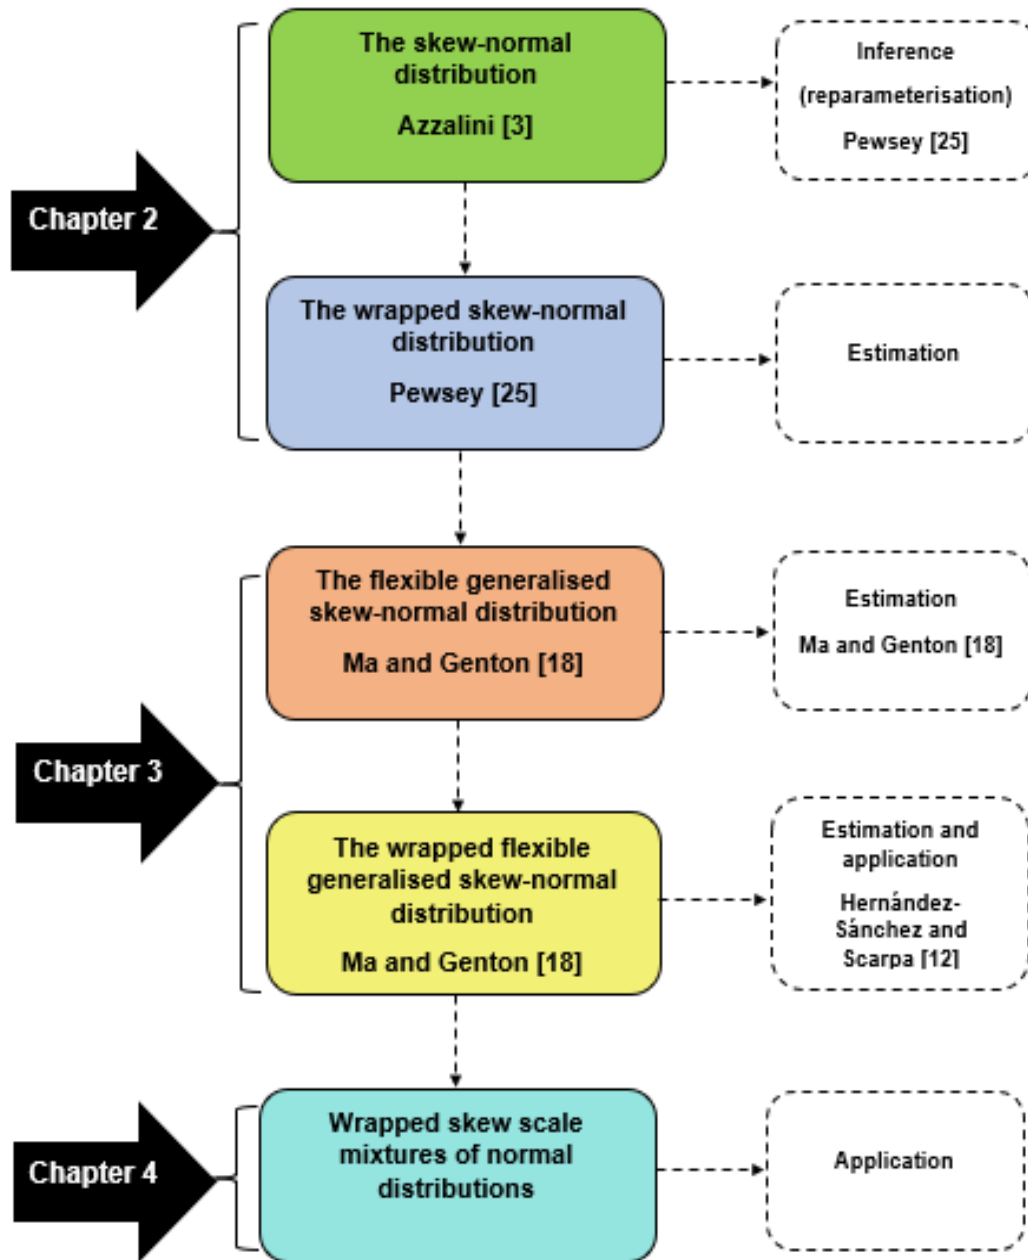 The skew-normal
distribution
Azzalini [3]
Inference
(reparameterisation)
Pewsey [25]
Chapter 2
The wrapped skew-normal
distribution
Pewsey [25]
Estimation
The flexible generalised
skew-normal distribution
Ma and Genton [18]
Estimation
Ma and Genton [18]
Chapter 3
The wrapped flexible
generalised skew-normal
distribution
Ma and Genton [18]
Estimation and
application
Hernández-
Sánchez and
Scarpa [12]
Chapter 4
Wrapped skew scale
mixtures of normal
distributions
Application